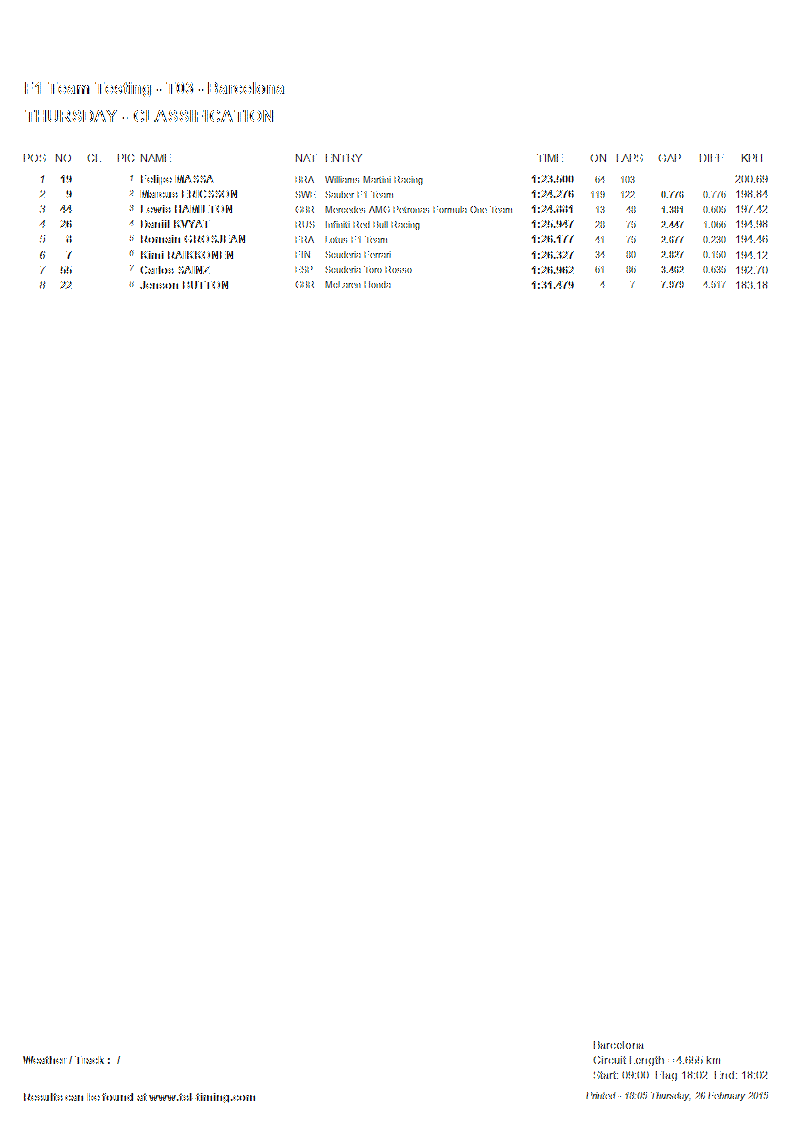 F1 Team Testing - T03 - Barcelona
THURSDAY - CLASSIFICATION
POS NO CL PIC NAME NAT ENTRY TIME ON LAPS GAP DIFF KPH
1 19 1 Felipe MASSA BRA Williams Martini Racing 1:23.500 64 103 200.69
2 9 2 Marcus ERICSSON SWE Sauber F1 Team 1:24.276 119 122 0.776 0.776 198.84
3 44 3 Lewis HAMILTON GBR Mercedes AMG Petronas Formula One Team 1:24.881 13 48 1.381 0.605 197.42
4 26 4 Daniil KVYAT RUS Infiniti Red Bull Racing 1:25.947 28 75 2.447 1.066 194.98
5 8 5 Romain GROSJEAN FRA Lotus F1 Team 1:26.177 41 75 2.677 0.230 194.46
6 7 6 Kimi RAIKKONEN FIN Scuderia Ferrari 1:26.327 34 80 2.827 0.150 194.12
7 55 7 Carlos SAINZ ESP Scuderia Toro Rosso 1:26.962 61 86 3.462 0.635 192.70
8 22 8 Jenson BUTTON GBR McLaren Honda 1:31.479 4 7 7.979 4.517 183.18
Barcelona
Weather / Track : /
Circuit Length = 4.655 km
Start: 09:00 Flag 18:02 End: 18:02
Results can be found at www.tsl-timing.com
Printed - 18:05 Thursday, 26 February 2015